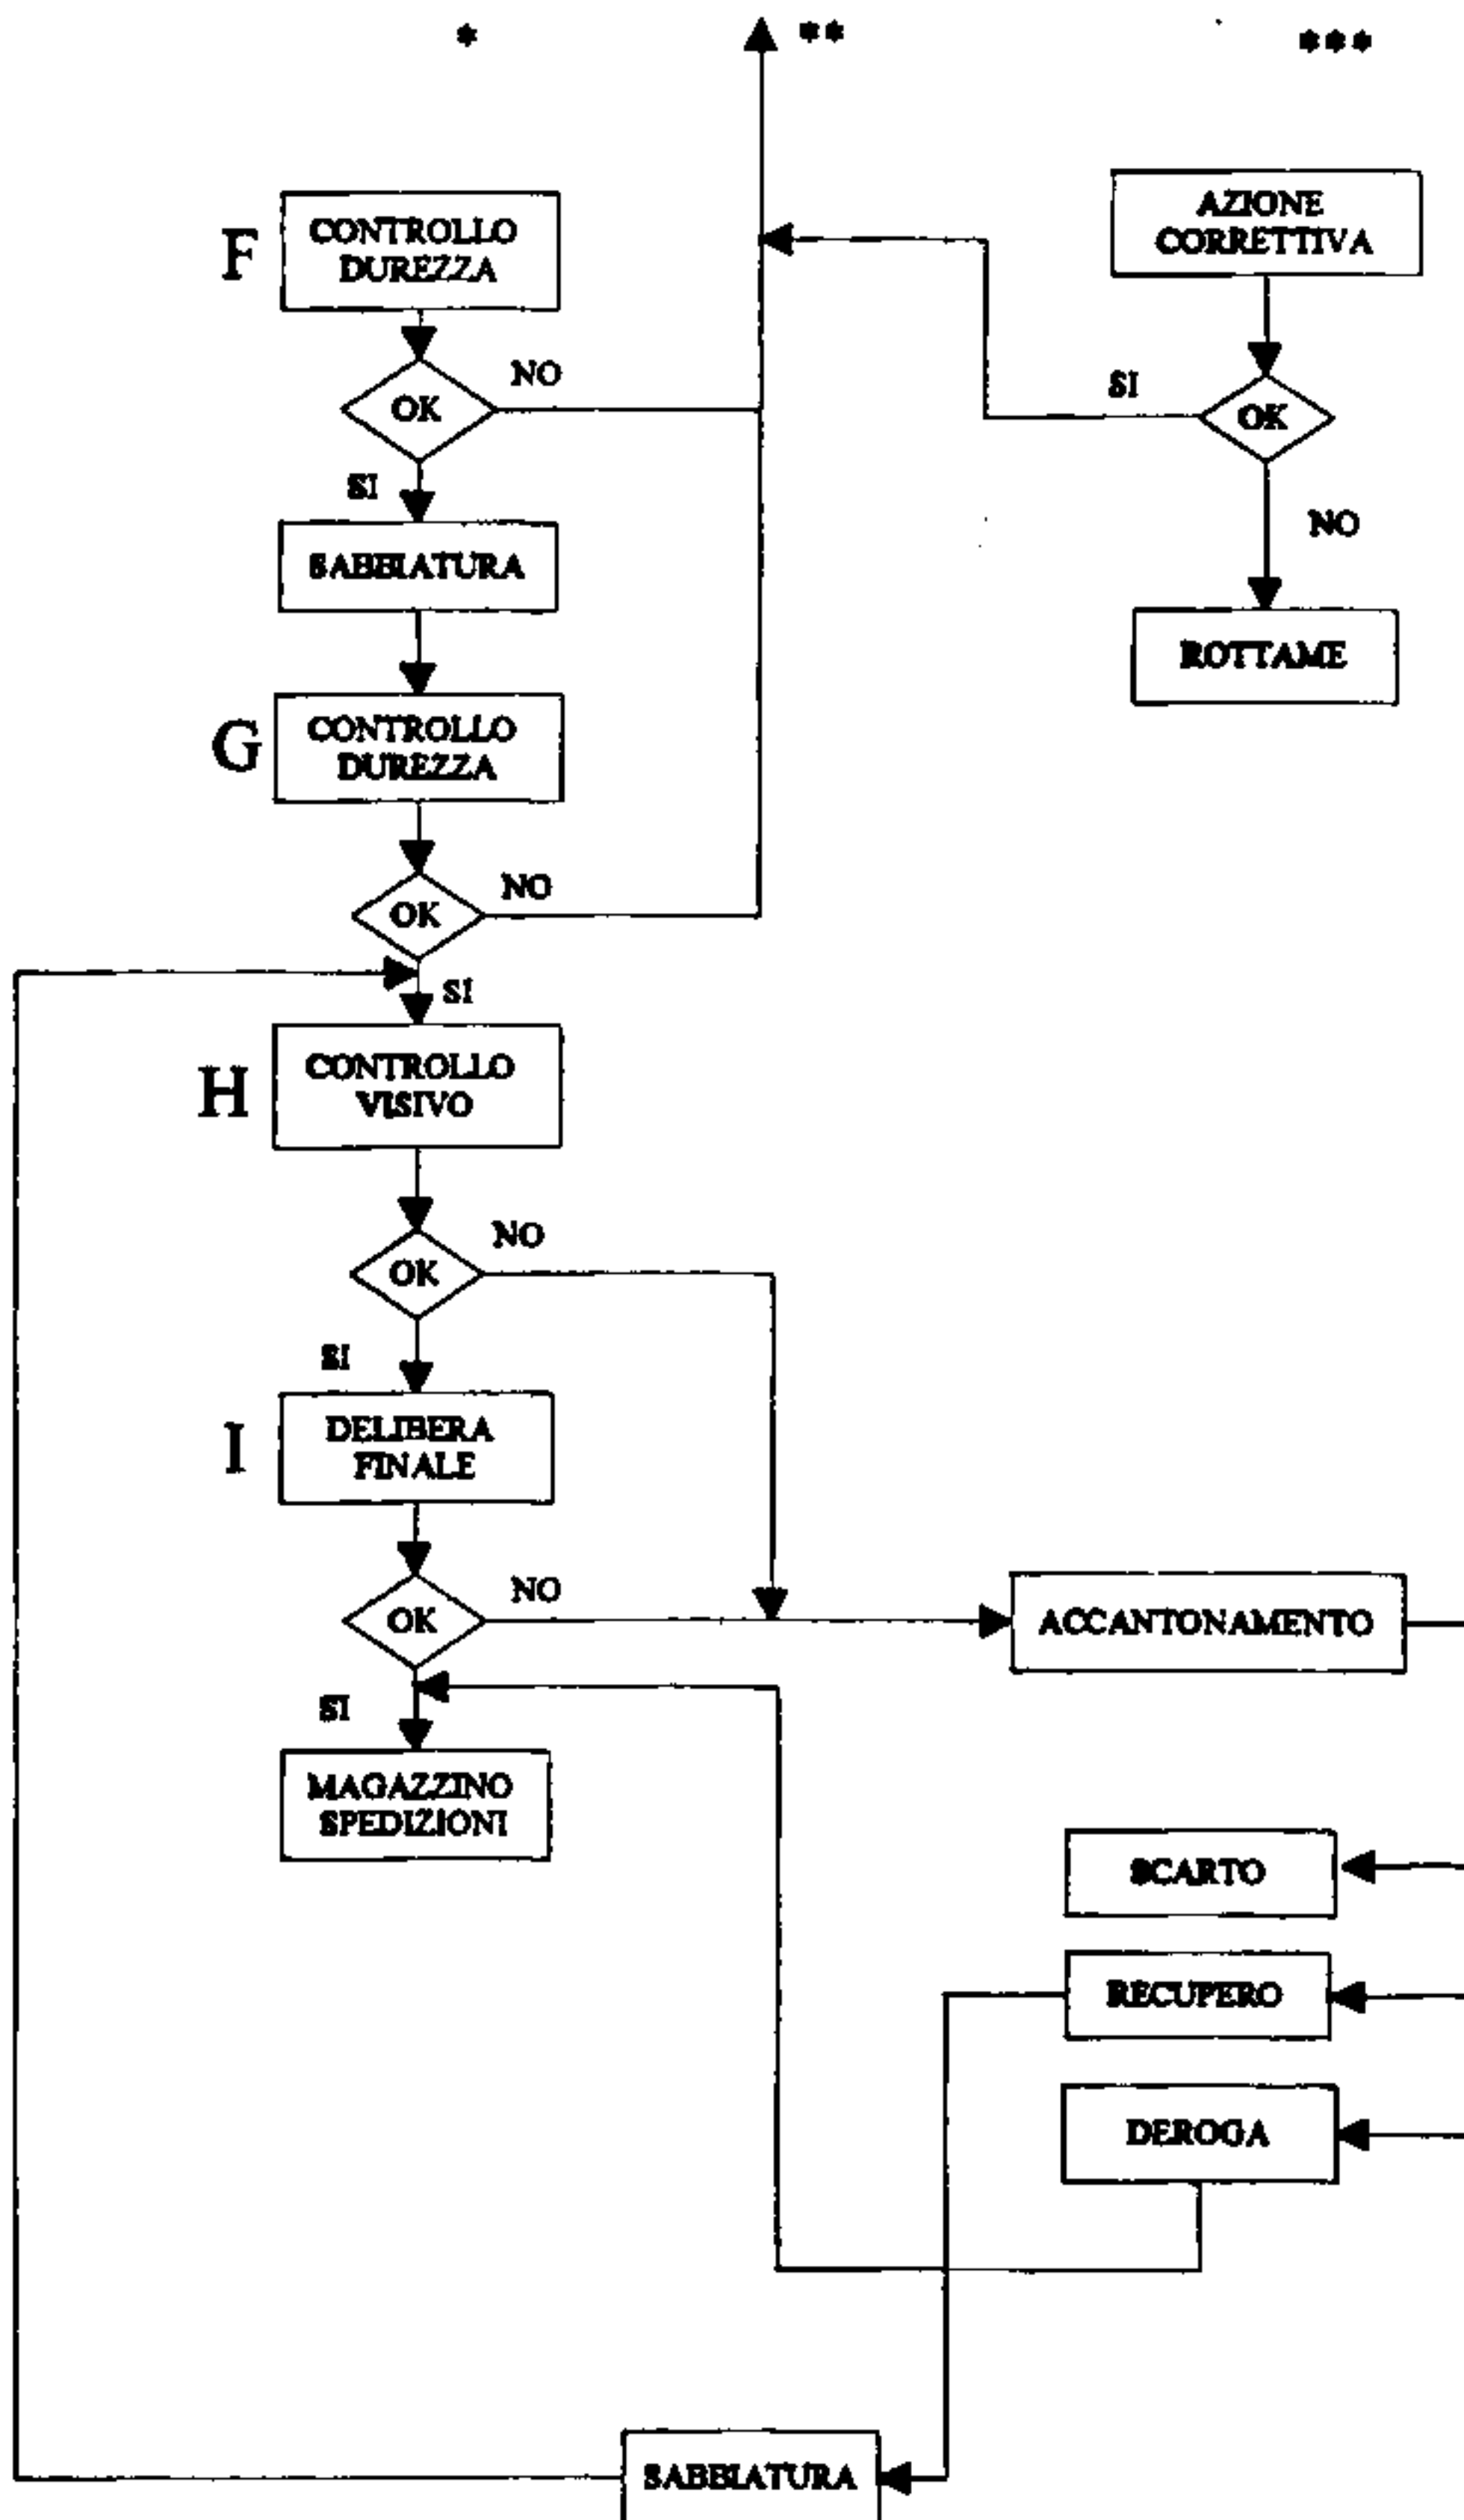 * ** ***
F CONTROLLO
DUREZZA
AZIONE
CORRETTIVA
NO
OK
SI
OK
SI
NO
SABBIATURA
ROTTAME
G CONTROLLO
DUREZZA
NO
OK
SI
H CONTROLLO
VISIVO
NO
OK
SI
I DELIBERA
FINALE
NO
OK
ACCANTONAMENTO
SI
MAGAZZINO
SPEDIZIONI
SCARTO
RECUPERO
DEROGA
SABBIATURA